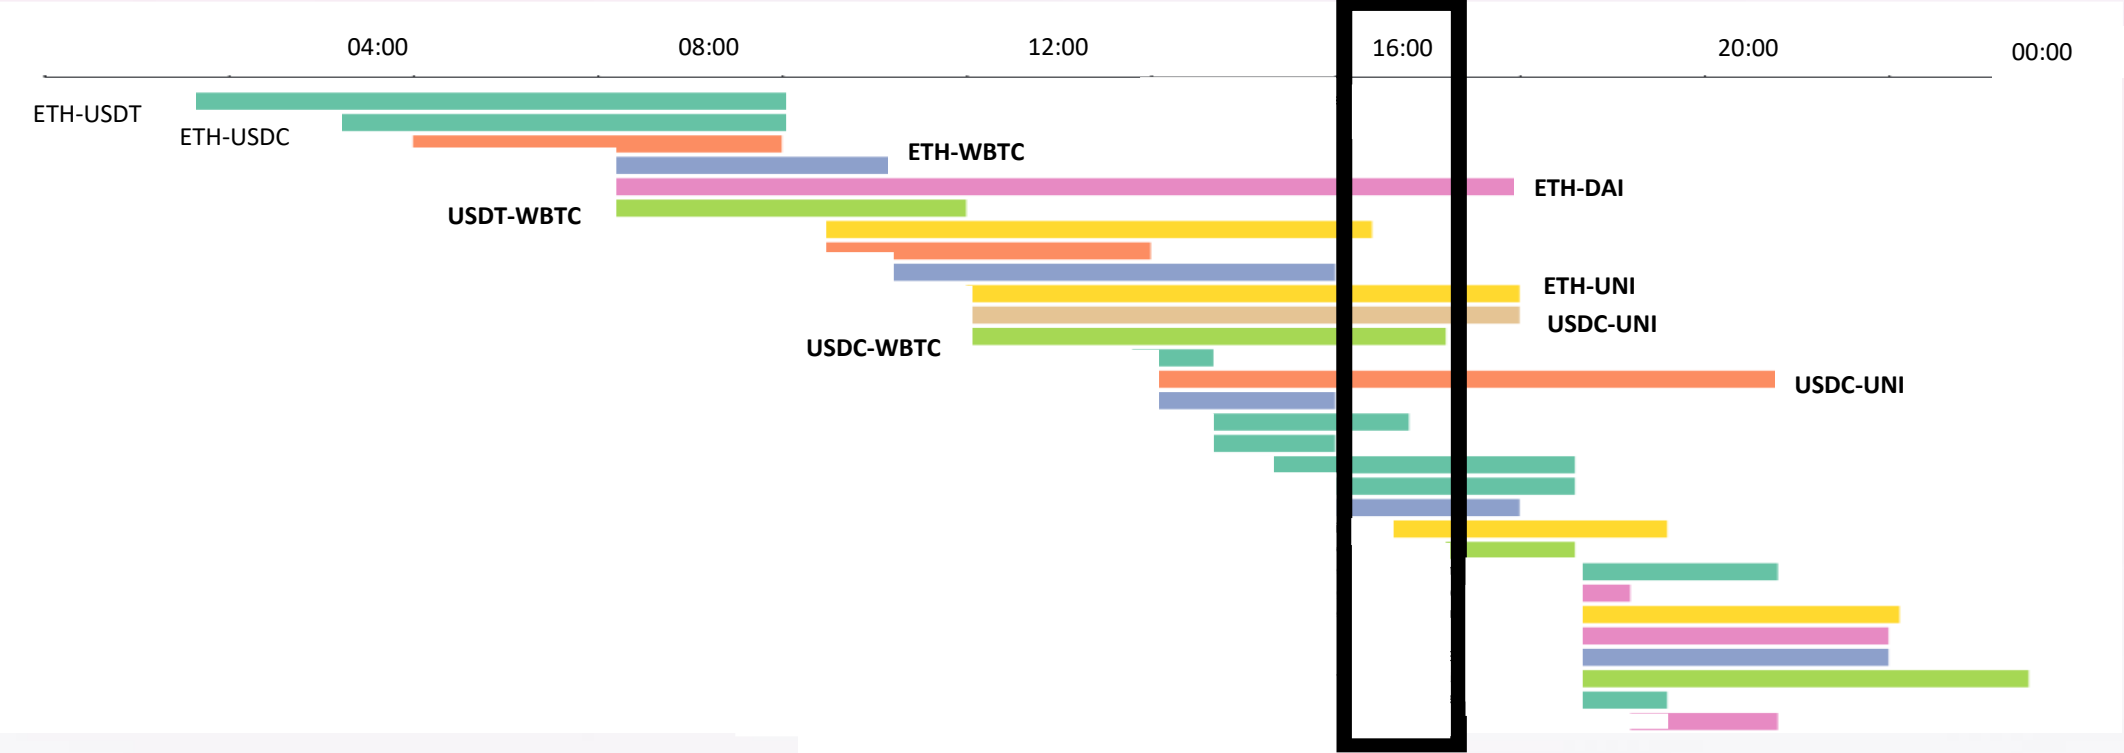 04:00 08:00 12:00 16:00 20:00 00:00
ETH-USDT
ETH-USDC
ETH-WBTC
ETH-DAI
USDT-WBTC
ETH-UNI
USDC-UNI
USDC-WBTC
USDC-UNI